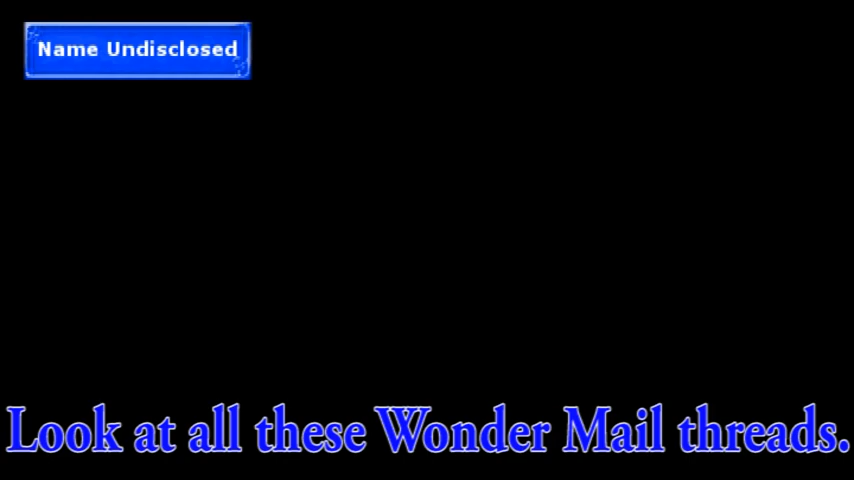 Name Undisclosed
Look at all these Wonder Mail threads.